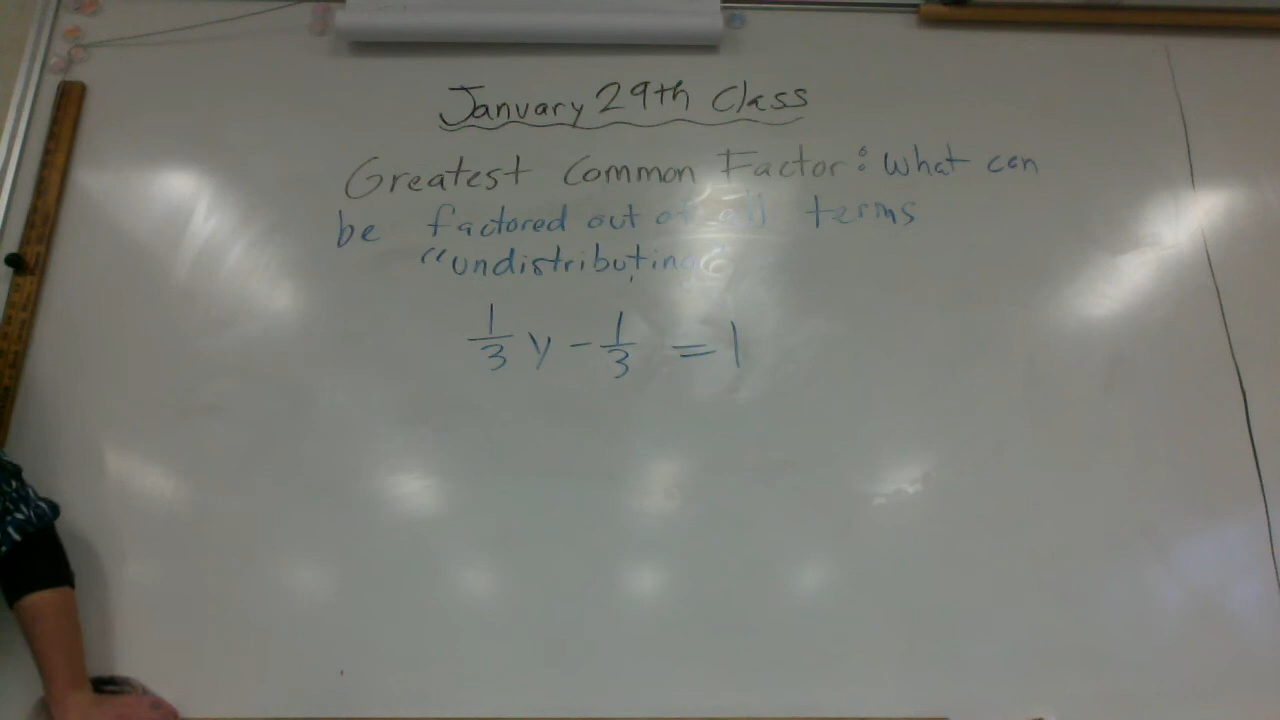 January 29th Class
Greatest Common Factor: What can
be factored out of all terms
"undistributing"
1/3 y - 1/3 = 1